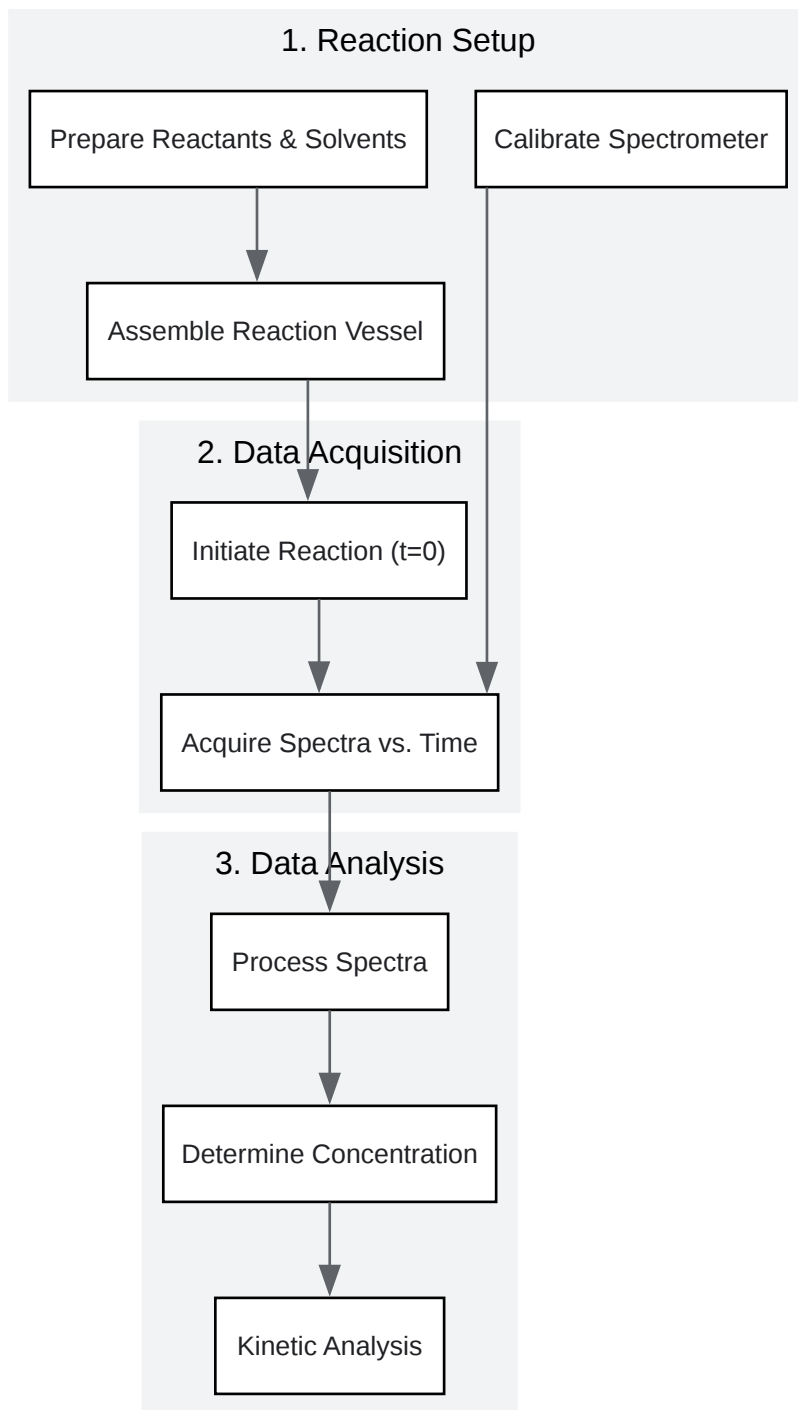 1. Reaction Setup
Prepare Reactants & Solvents
Calibrate Spectrometer
Assemble Reaction Vessel
2. Data Acquisition
Initiate Reaction (t=0)
Acquire Spectra vs. Time
3. Data Analysis
Process Spectra
Determine Concentration
Kinetic Analysis